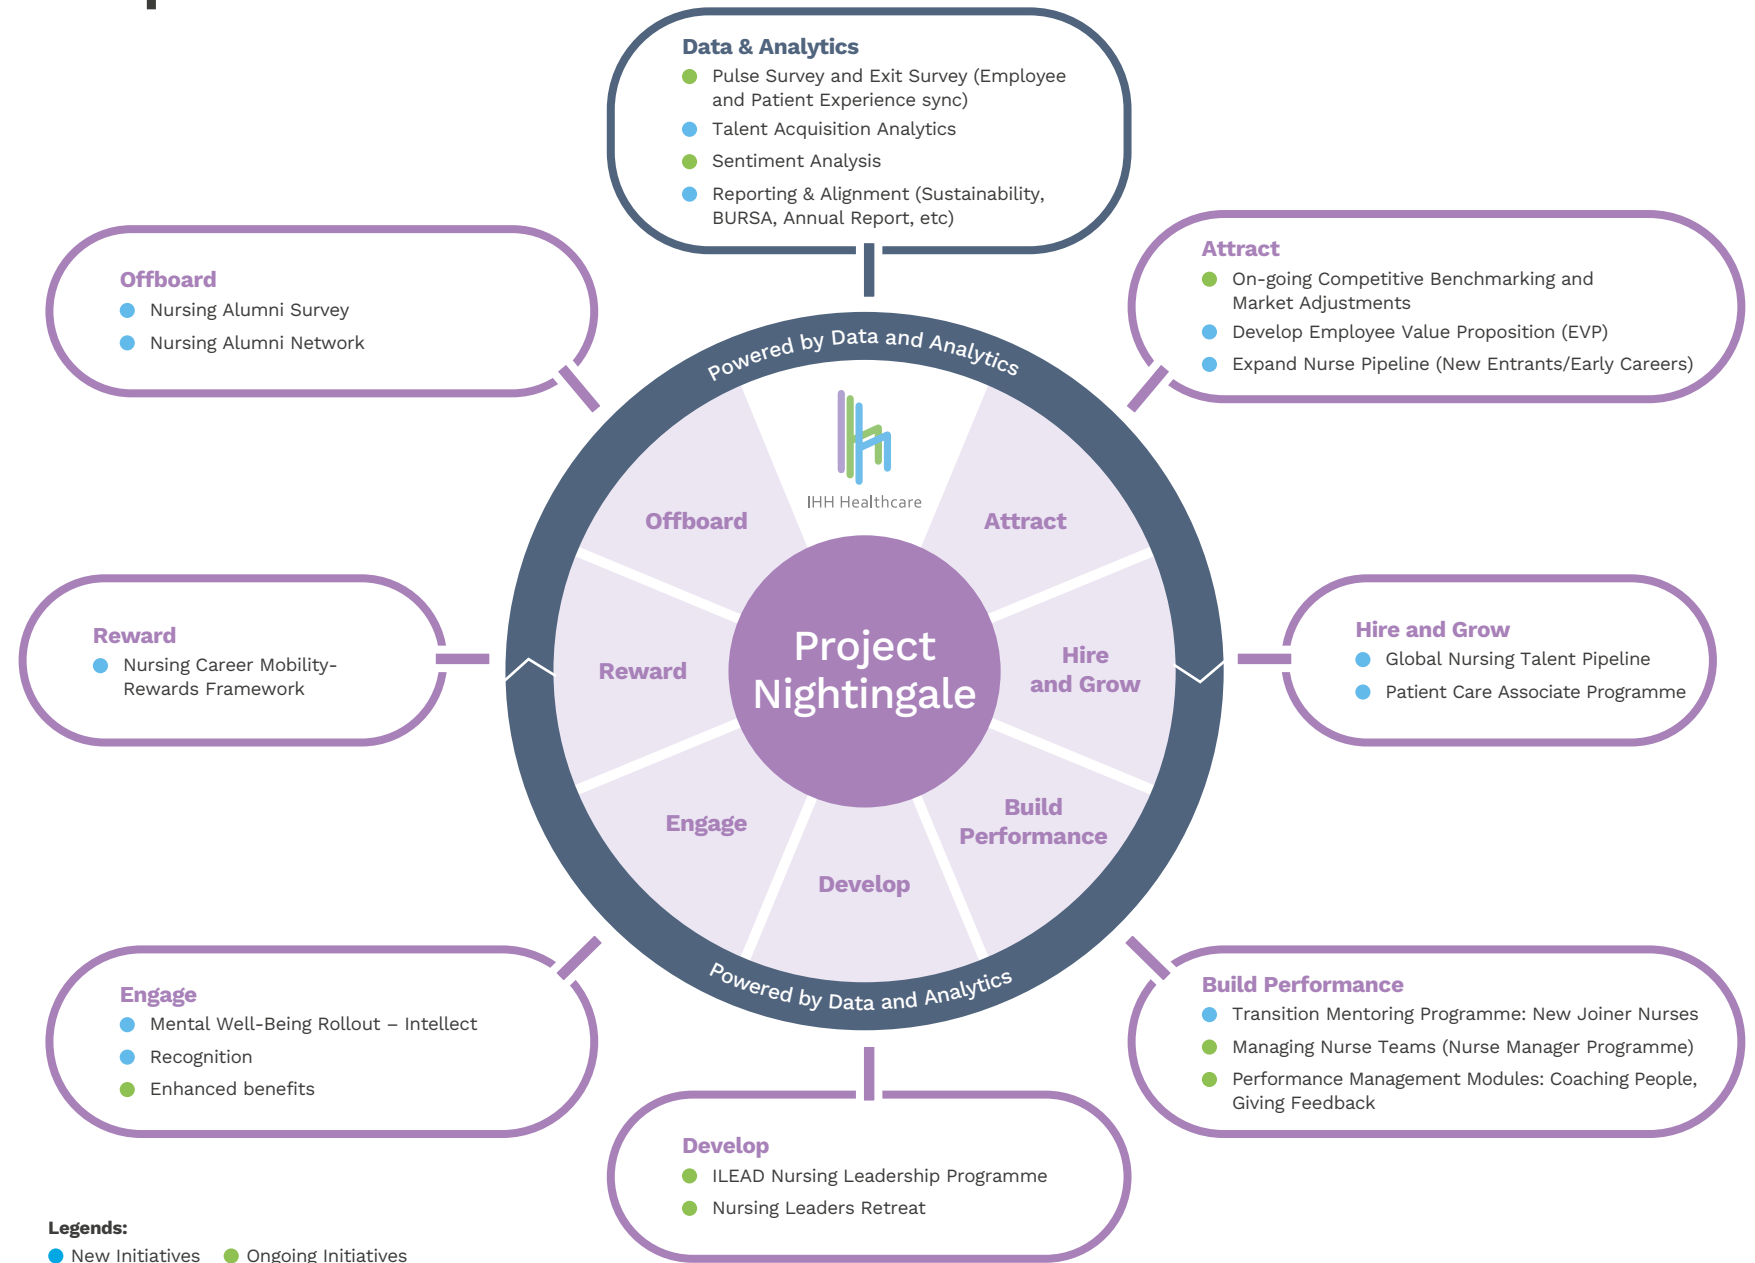 Data & Analytics
Pulse Survey and Exit Survey (Employee
and Patient Experience sync)
Talent Acquisition Analytics
Sentiment Analysis
Reporting & Alignment (Sustainability,
BURSA, Annual Report, etc)
Offboard
Nursing Alumni Survey
Nursing Alumni Network
Attract
On-going Competitive Benchmarking and
Market Adjustments
Develop Employee Value Proposition (EVP)
Expand Nurse Pipeline (New Entrants/Early Careers)
Powered by Data and Analytics
IHH Healthcare
Offboard
Attract
Reward
Hire
and Grow
Project
Nightingale
Engage
Build
Performance
Develop
Powered by Data and Analytics
Reward
Nursing Career Mobility-
Rewards Framework
Hire and Grow
Global Nursing Talent Pipeline
Patient Care Associate Programme
Engage
Mental Well-Being Rollout – Intellect
Recognition
Enhanced benefits
Build Performance
Transition Mentoring Programme: New Joiner Nurses
Managing Nurse Teams (Nurse Manager Programme)
Performance Management Modules: Coaching People,
Giving Feedback
Develop
ILEAD Nursing Leadership Programme
Nursing Leaders Retreat
Legends:
New Initiatives
Ongoing Initiatives